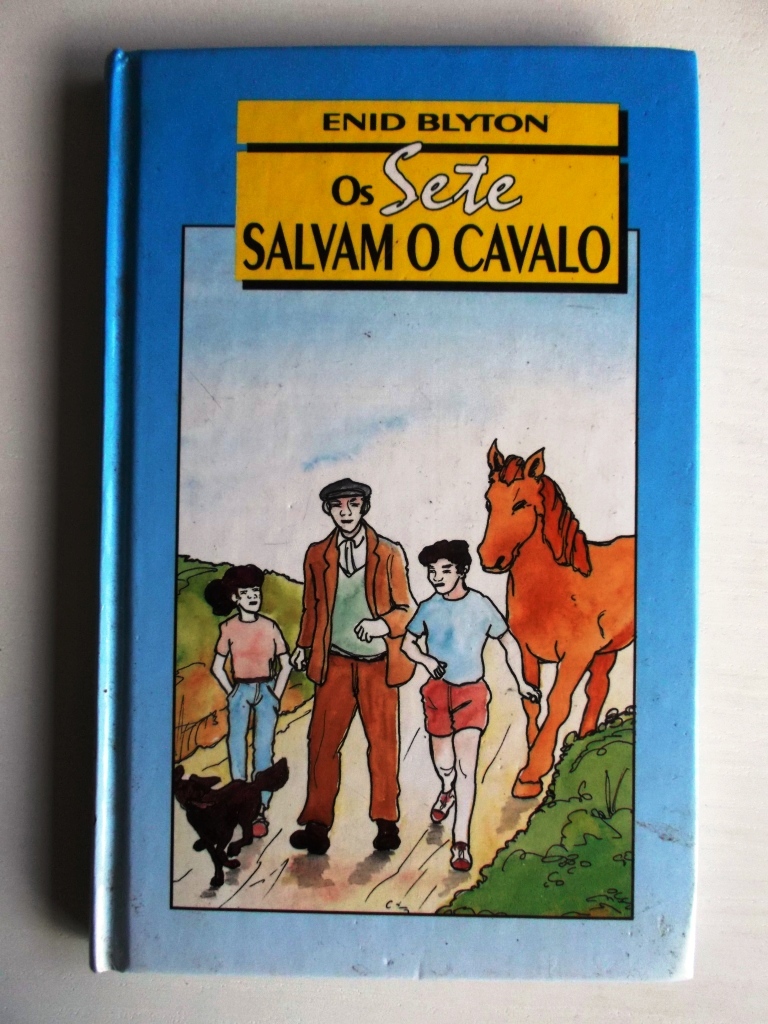 ENID BLYTON
Os Sete
SALVAM O CAVALO